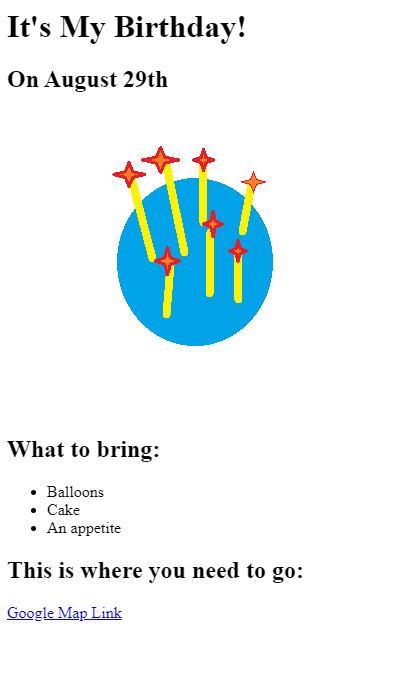 It's My Birthday!
On August 29th
What to bring:
Balloons
Cake
An appetite
This is where you need to go:
Google Map Link